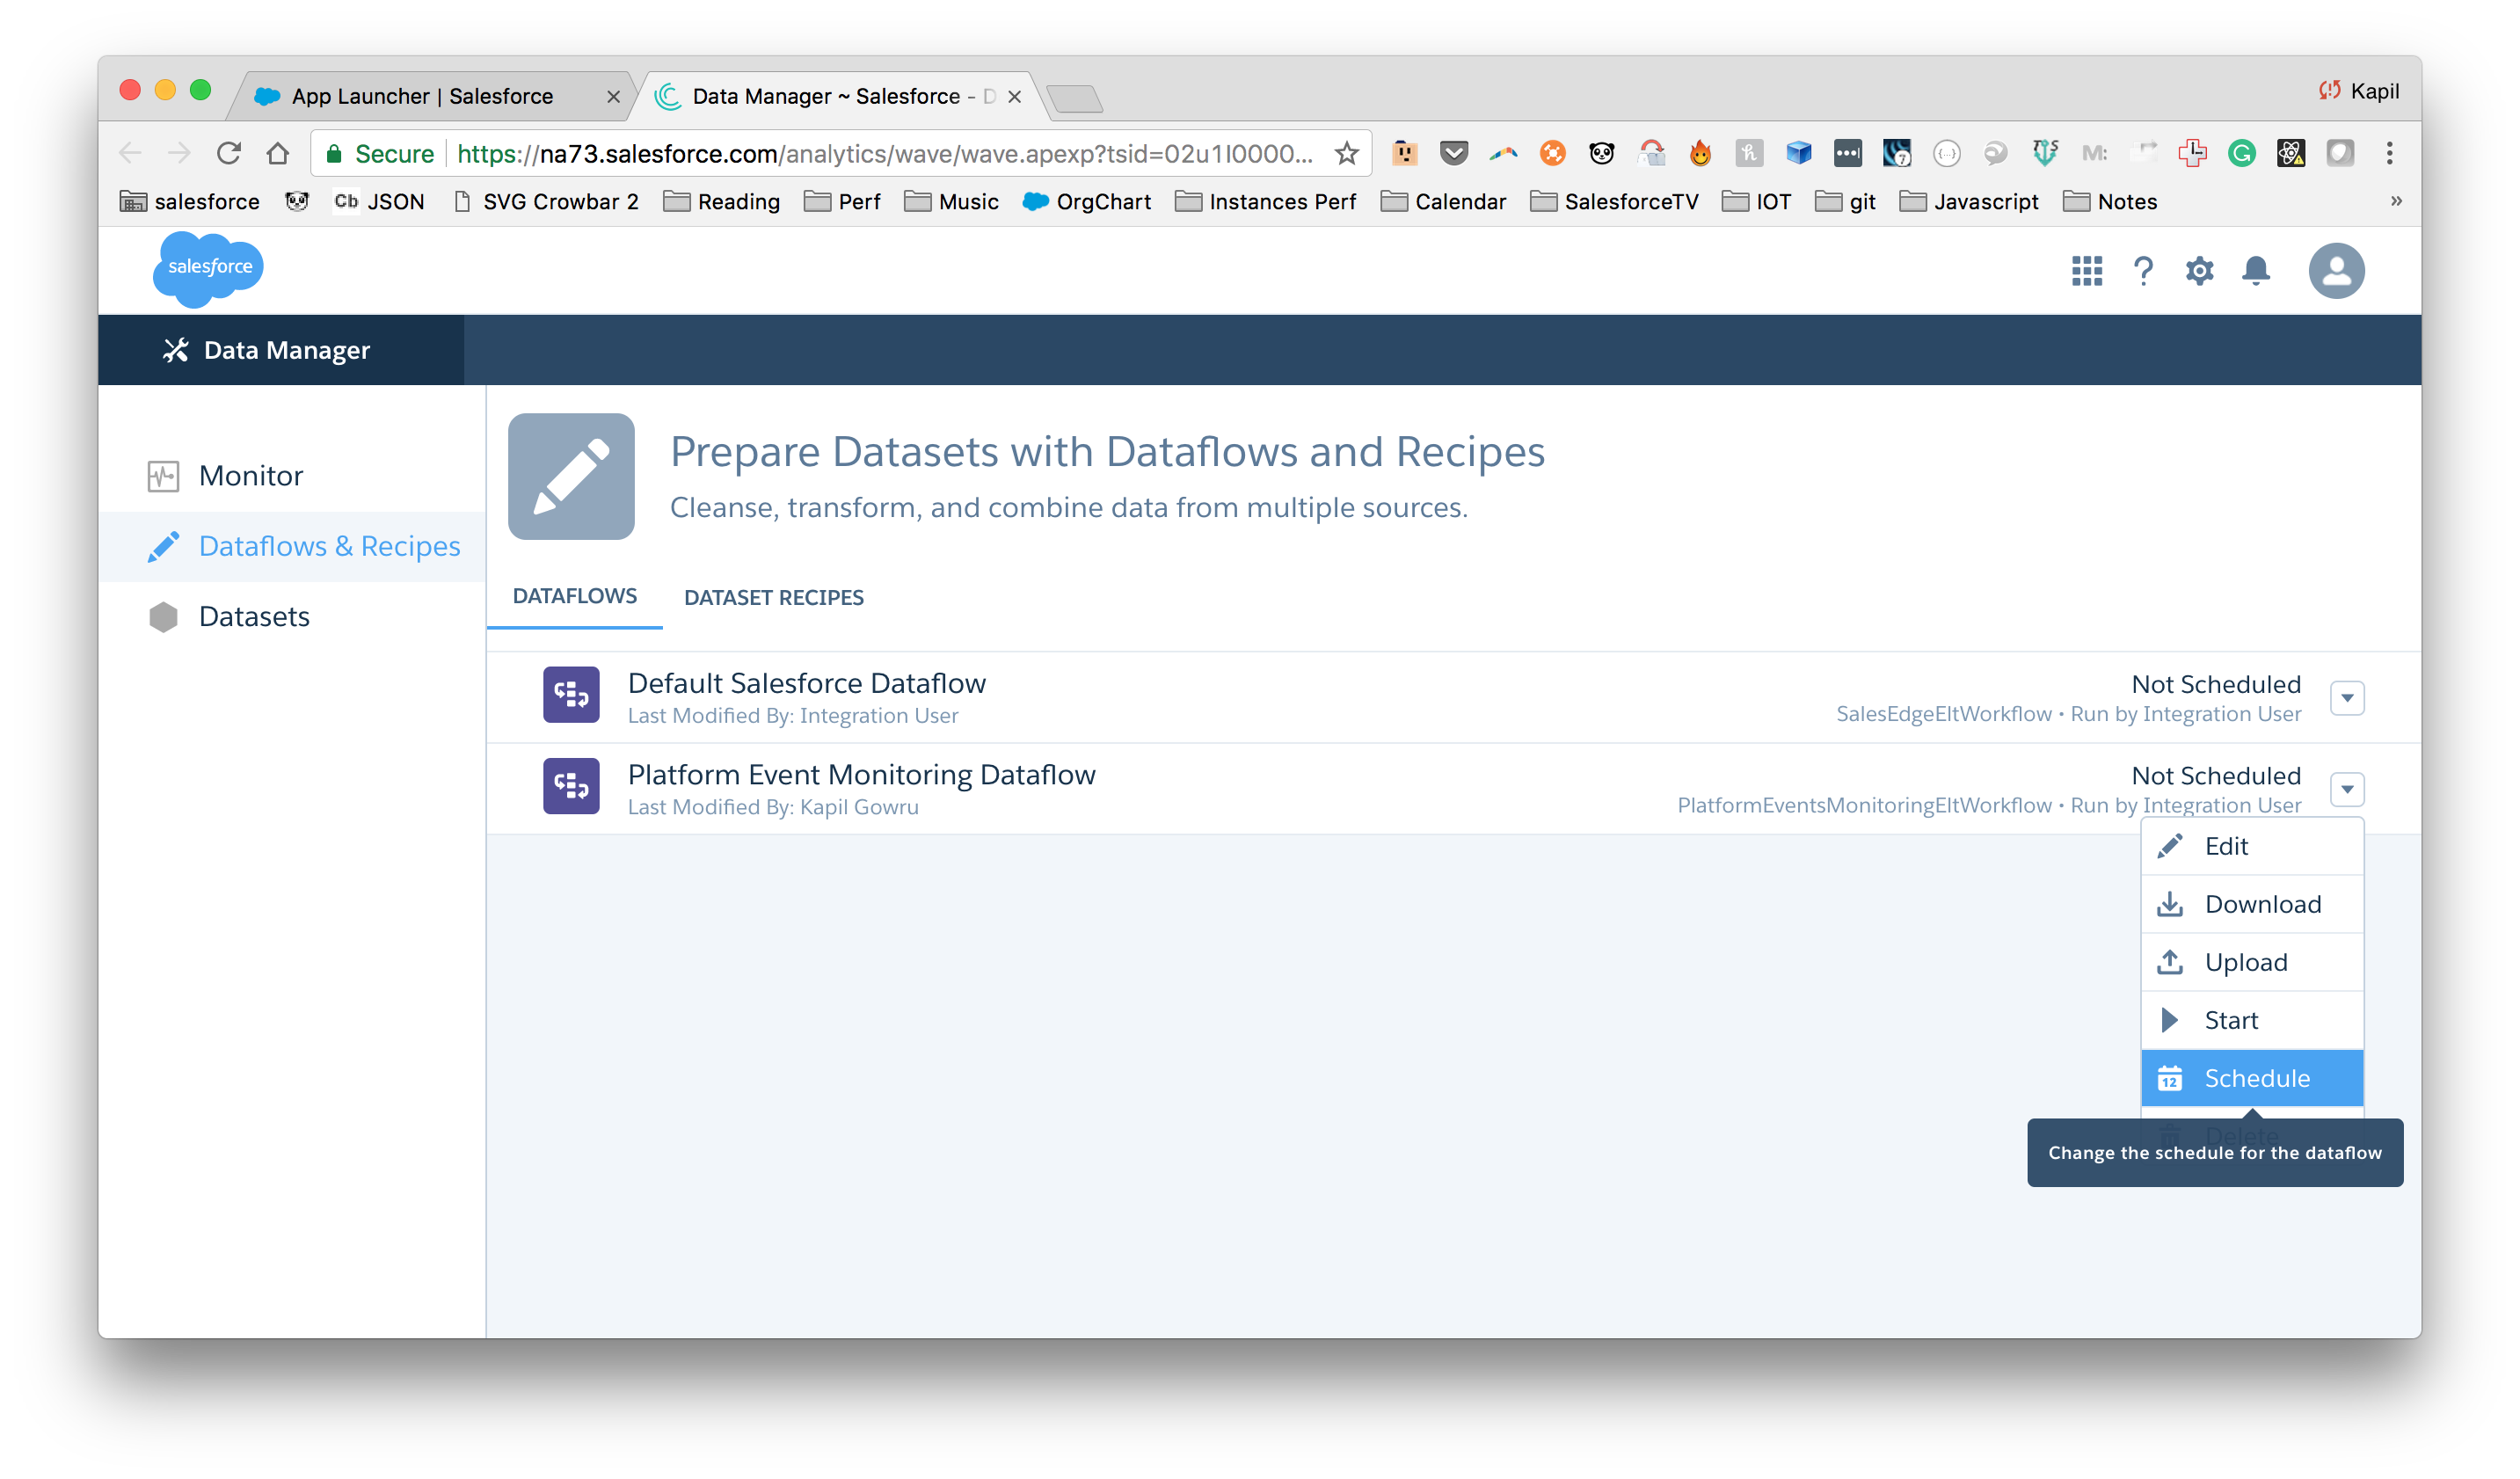 App Launcher | Salesforce
Data Manager ~ Salesforce - D
Kapil
Secure https://na73.salesforce.com/analytics/wave/wave.apexp?tsid=02u1I0000...
salesforce
Cb JSON
SVG Crowbar 2
Reading
Perf
Music
OrgChart
Instances Perf
Calendar
SalesforceTV
IOT
git
Javascript
Notes
»
salesforce
Data Manager
Monitor
Dataflows & Recipes
Datasets
Prepare Datasets with Dataflows and Recipes
Cleanse, transform, and combine data from multiple sources.
DATAFLOWS
DATASET RECIPES
Default Salesforce Dataflow
Last Modified By: Integration User
Not Scheduled
SalesEdgeEltWorkflow • Run by Integration User
Platform Event Monitoring Dataflow
Last Modified By: Kapil Gowru
Not Scheduled
PlatformEventsMonitoringEltWorkflow • Run by Integration User
Edit
Download
Upload
Start
12 Schedule
Delete
Change the schedule for the dataflow